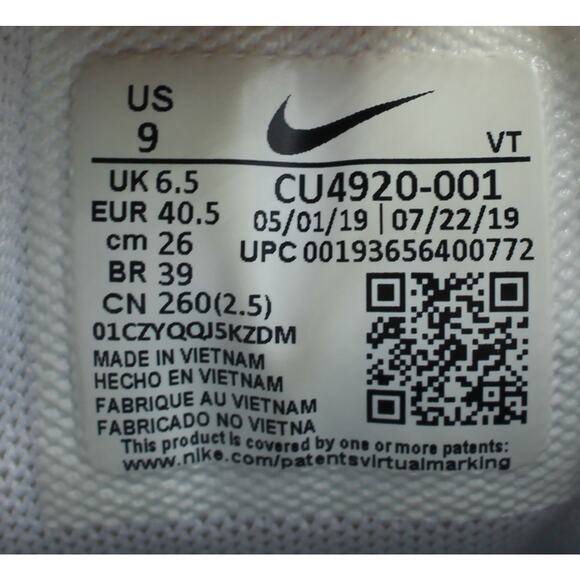 US
9
VT
UK 6.5
EUR 40.5
cm 26
BR 39
CN 260(2.5)
CU4920-001
05/01/19 | 07/22/19
UPC 00193656400772
01CZYQQJ5KZDM
MADE IN VIETNAM
HECHO EN VIETNAM
FABRIQUE AU VIETNAM
FABRICADO NO VIETNA
This product is covered by one or more patents:
www.nike.com/patentsvirtualmarking